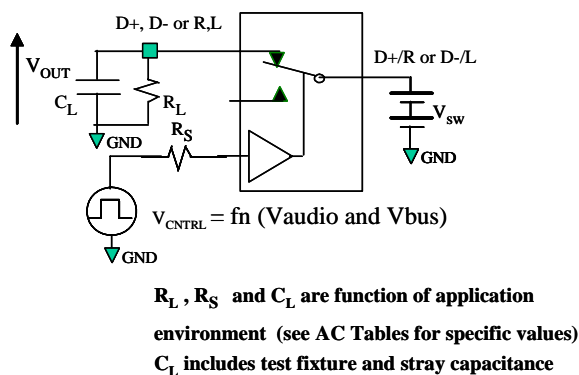 D+, D- or R,L
D+/R or D-/L
VOUT
CL
RL
Vsw
GND
GND
RS
VCNTRL = fn (Vaudio and Vbus)
GND
RL , RS and CL are function of application
environment (see AC Tables for specific values)
CL includes test fixture and stray capacitance